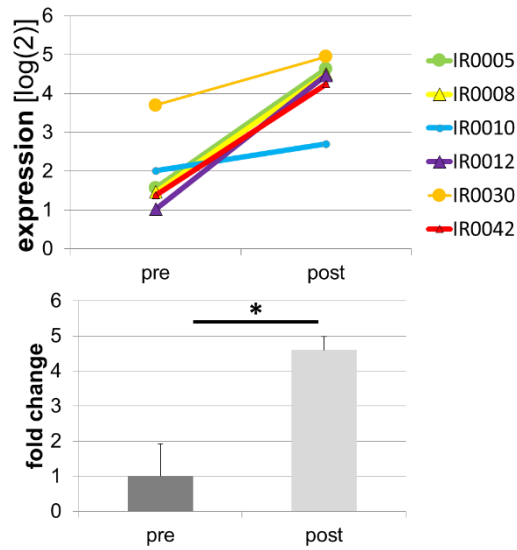 expression [log(2)]
6
5
4
3
2
1
0
pre post
IR0005
IR0008
IR0010
IR0012
IR0030
IR0042
fold change
6
5
4
3
2
1
0
*
pre post